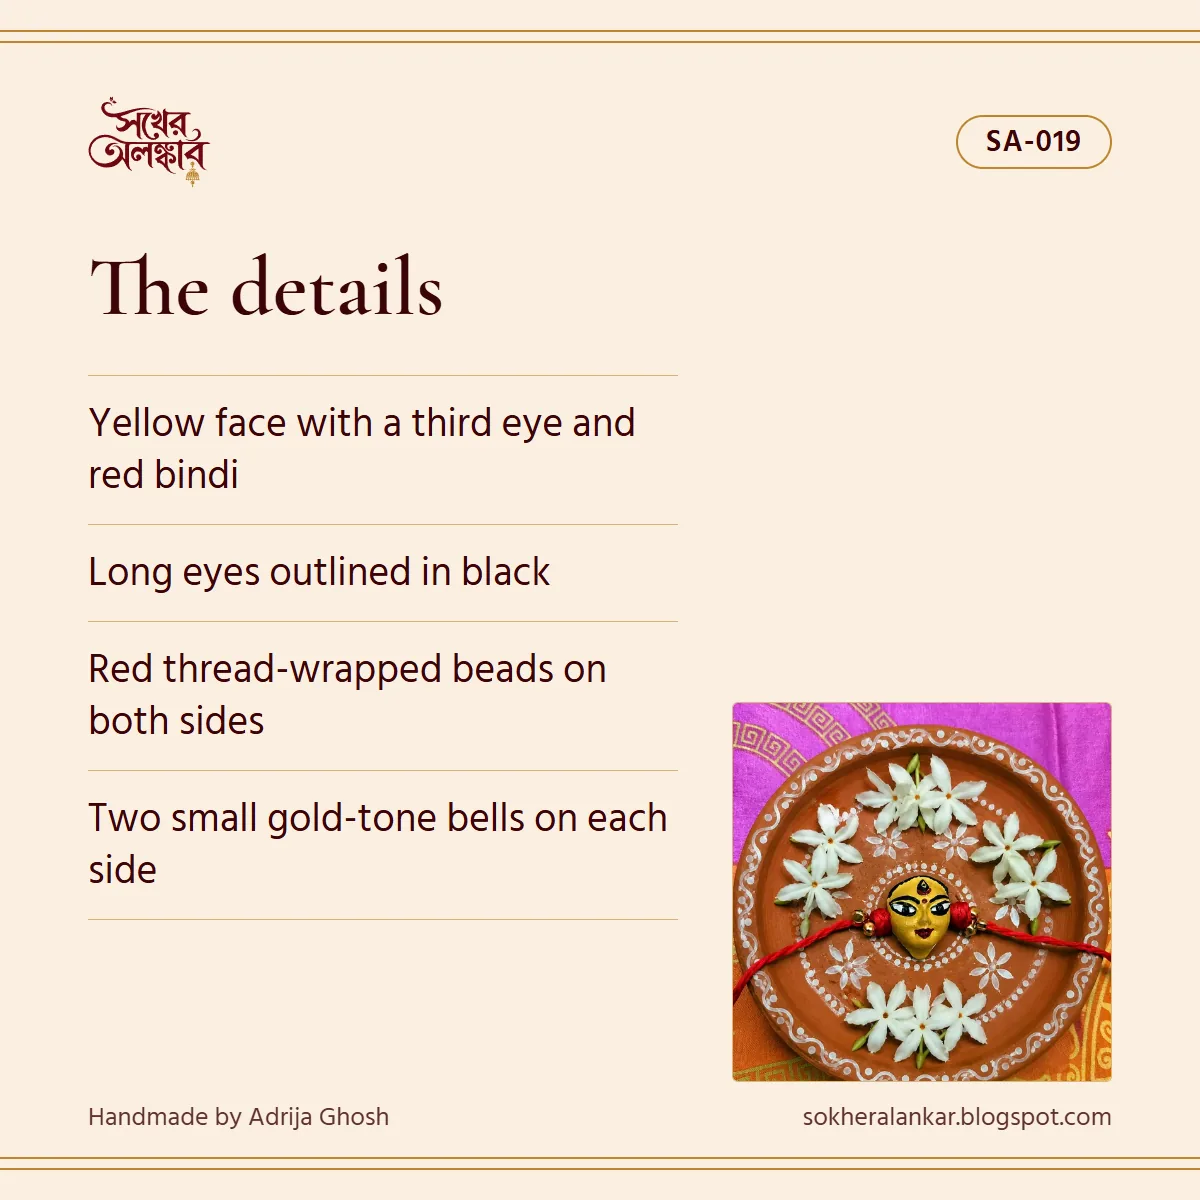 সখের
অলঙ্কার
SA-019
The details
Yellow face with a third eye and
red bindi
Long eyes outlined in black
Red thread-wrapped beads on
both sides
Two small gold-tone bells on each
side
Handmade by Adrija Ghosh
sokheralankar.blogspot.com